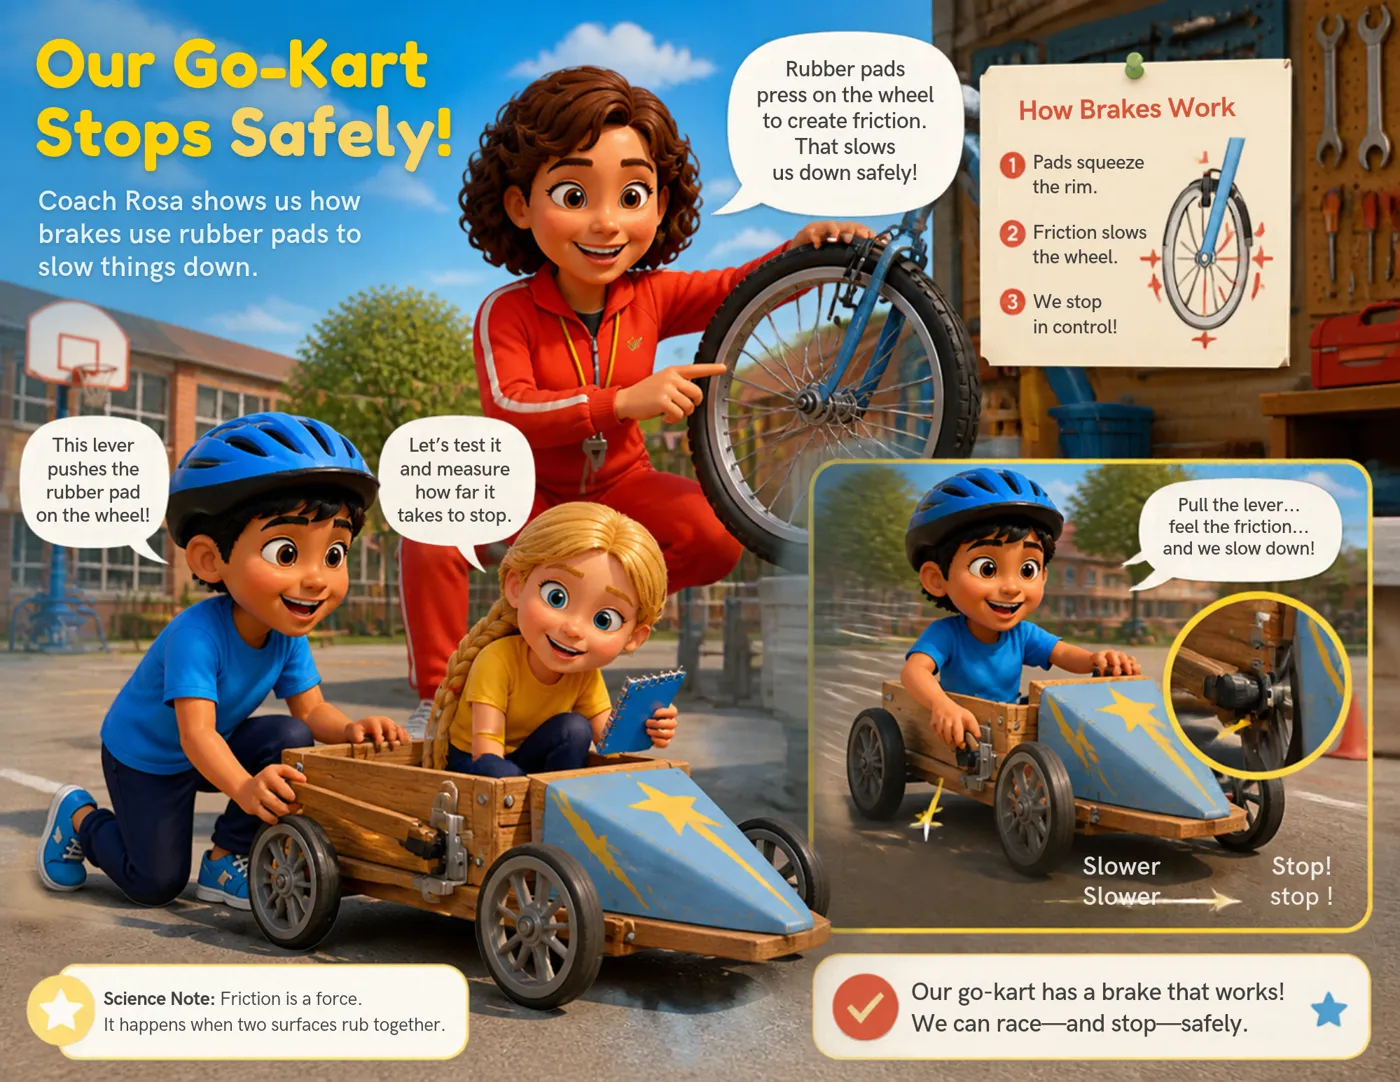 Our Go-Kart
Stops Safely!
Coach Rosa shows us how
brakes use rubber pads to
slow things down.
Rubber pads
press on the wheel
to create friction.
That slows
us down safely!
How Brakes Work
1 Pads squeeze
the rim.
2 Friction slows
the wheel.
3 We stop
in control!
This lever
pushes the
rubber pad
on the wheel!
Let's test it
and measure
how far it
takes to stop.
Pull the lever...
feel the friction...
and we slow down!
Slower Stop!
Slower stop !
Science Note: Friction is a force.
It happens when two surfaces rub together.
Our go-kart has a brake that works!
We can race—and stop—safely.